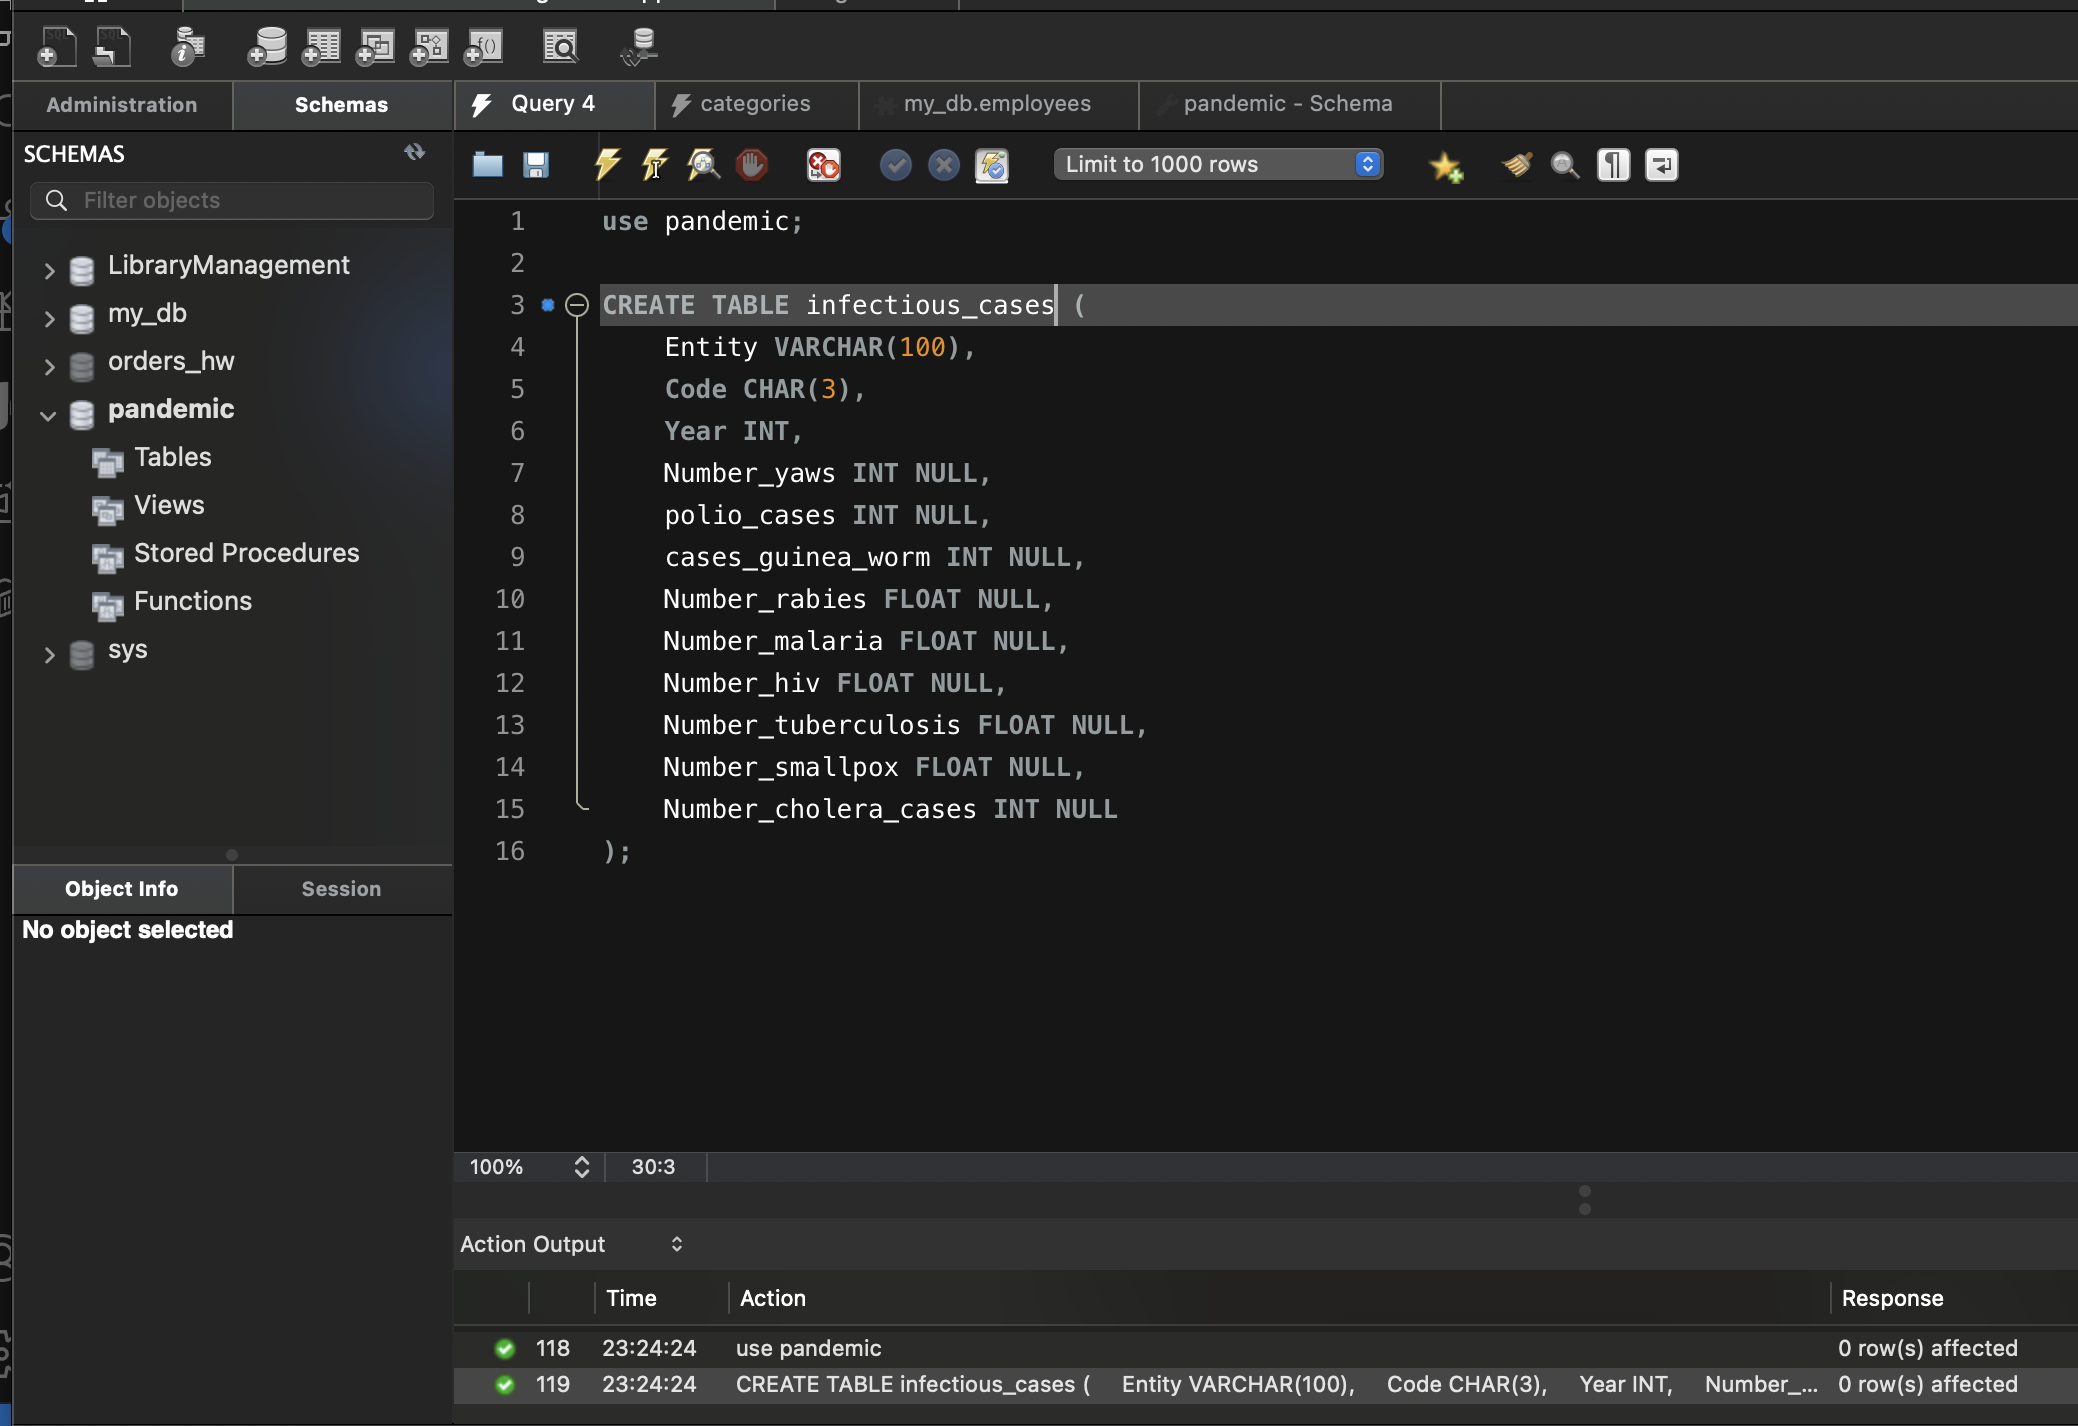 Administration
Schemas
Query 4
categories
my_db.employees
pandemic - Schema
SCHEMAS
Filter objects
LibraryManagement
my_db
orders_hw
pandemic
Tables
Views
Stored Procedures
Functions
sys
Object Info
Session
No object selected
Limit to 1000 rows
1 use pandemic;
2
3 CREATE TABLE infectious_cases (
4 Entity VARCHAR(100),
5 Code CHAR(3),
6 Year INT,
7 Number_yaws INT NULL,
8 polio_cases INT NULL,
9 cases_guinea_worm INT NULL,
10 Number_rabies FLOAT NULL,
11 Number_malaria FLOAT NULL,
12 Number_hiv FLOAT NULL,
13 Number_tuberculosis FLOAT NULL,
14 Number_smallpox FLOAT NULL,
15 Number_cholera_cases INT NULL
16 );
100%
30:3
Action Output
Time Action Response
118 23:24:24 use pandemic 0 row(s) affected
119 23:24:24 CREATE TABLE infectious_cases ( Entity VARCHAR(100), Code CHAR(3), Year INT, Number_... 0 row(s) affected